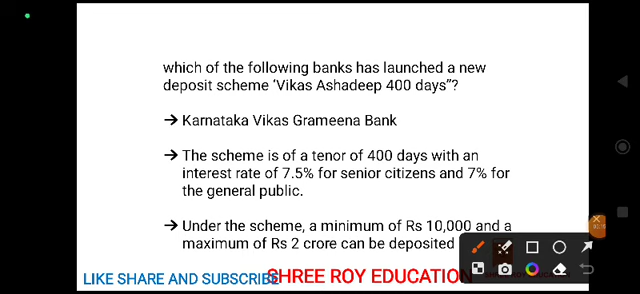 which of the following banks has launched a new
deposit scheme ‘Vikas Ashadeep 400 days”?
→ Karnataka Vikas Grameena Bank
→ The scheme is of a tenor of 400 days with an
interest rate of 7.5% for senior citizens and 7% for
the general public.
→ Under the scheme, a minimum of Rs 10,000 and a
maximum of Rs 2 crore can be deposited
LIKE SHARE AND SUBSCRIBE
SHREE ROY EDUCATION